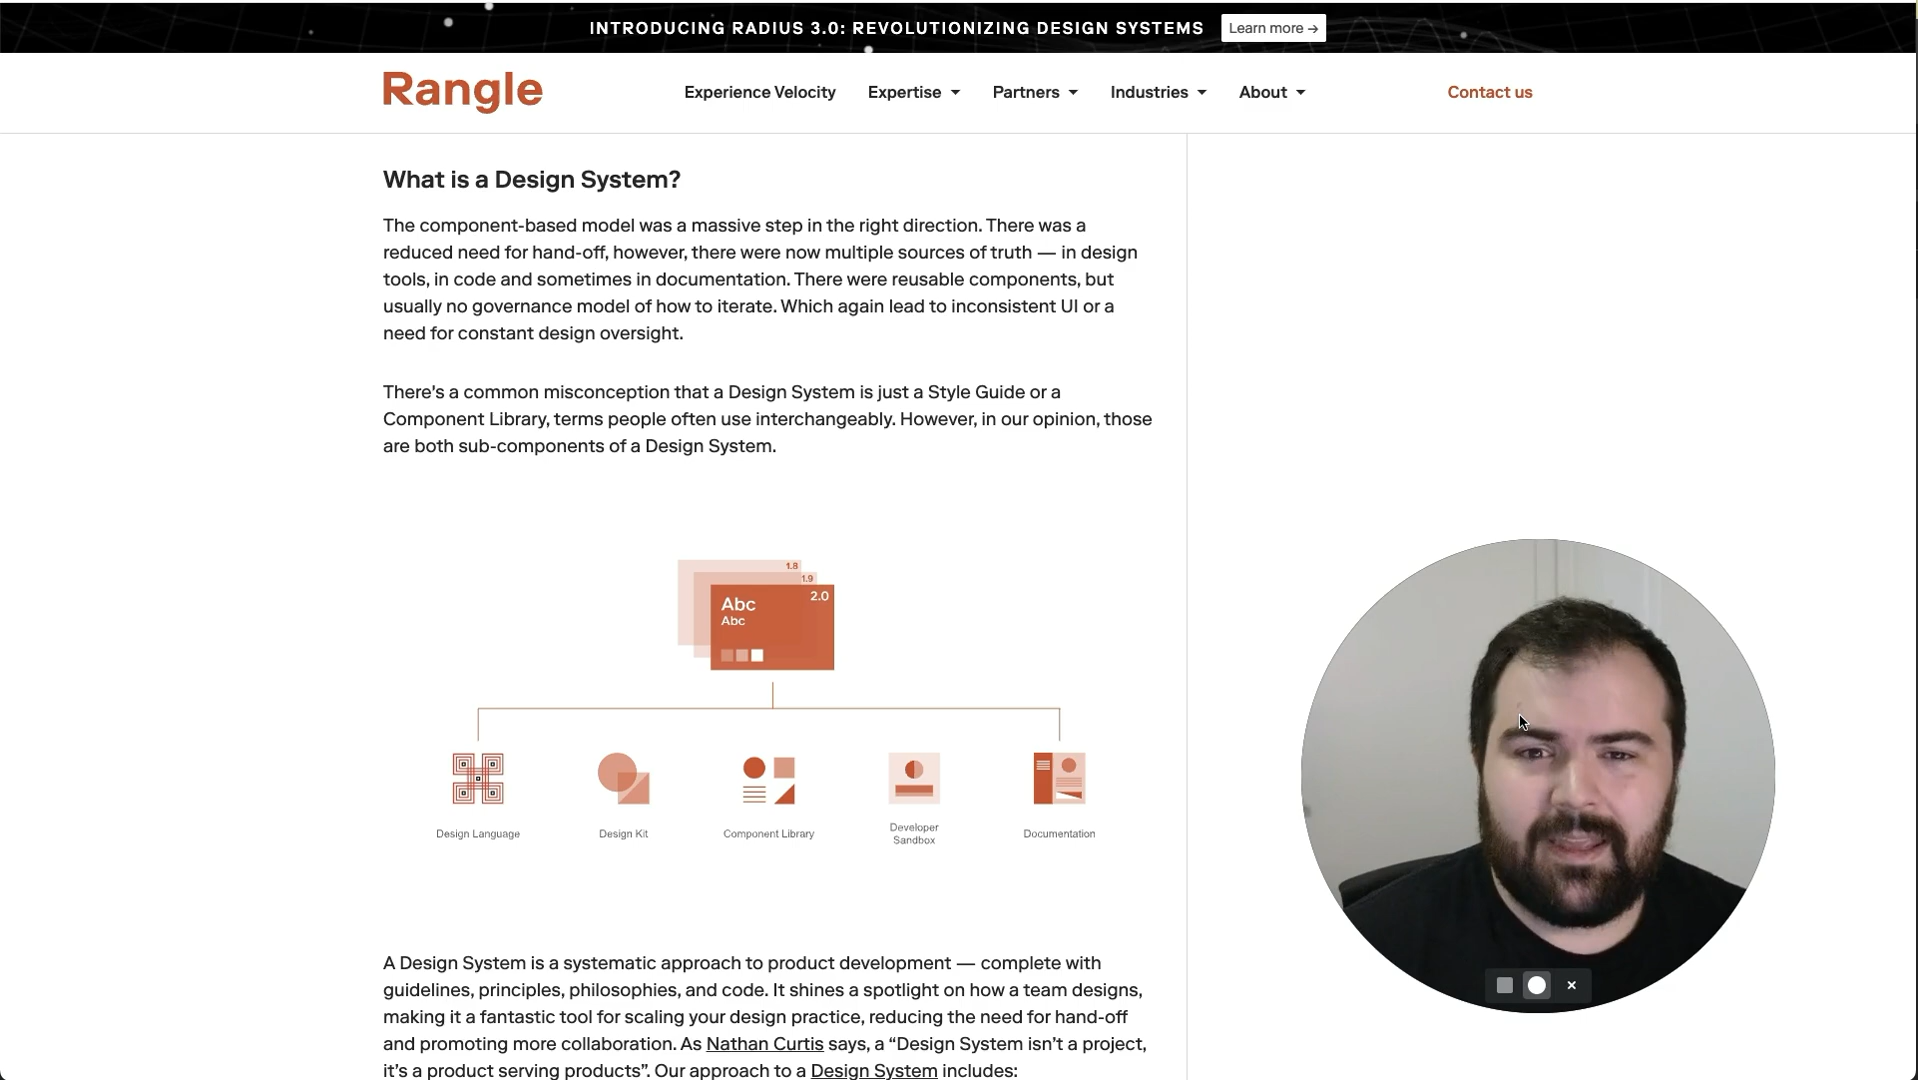 INTRODUCING RADIUS 3.0: REVOLUTIONIZING DESIGN SYSTEMS
Learn more →
Rangle
Experience Velocity
Expertise
Partners
Industries
About
Contact us
What is a Design System?
The component-based model was a massive step in the right direction. There was a
reduced need for hand-off, however, there were now multiple sources of truth — in design
tools, in code and sometimes in documentation. There were reusable components, but
usually no governance model of how to iterate. Which again lead to inconsistent UI or a
need for constant design oversight.
There's a common misconception that a Design System is just a Style Guide or a
Component Library, terms people often use interchangeably. However, in our opinion, those
are both sub-components of a Design System.
1.8
1.9
2.0
Abc
Abc
Design Language
Design Kit
Component Library
Developer
Sandbox
Documentation
A Design System is a systematic approach to product development — complete with
guidelines, principles, philosophies, and code. It shines a spotlight on how a team designs,
making it a fantastic tool for scaling your design practice, reducing the need for hand-off
and promoting more collaboration. As Nathan Curtis says, a “Design System isn't a project,
it's a product serving products”. Our approach to a Design System includes: